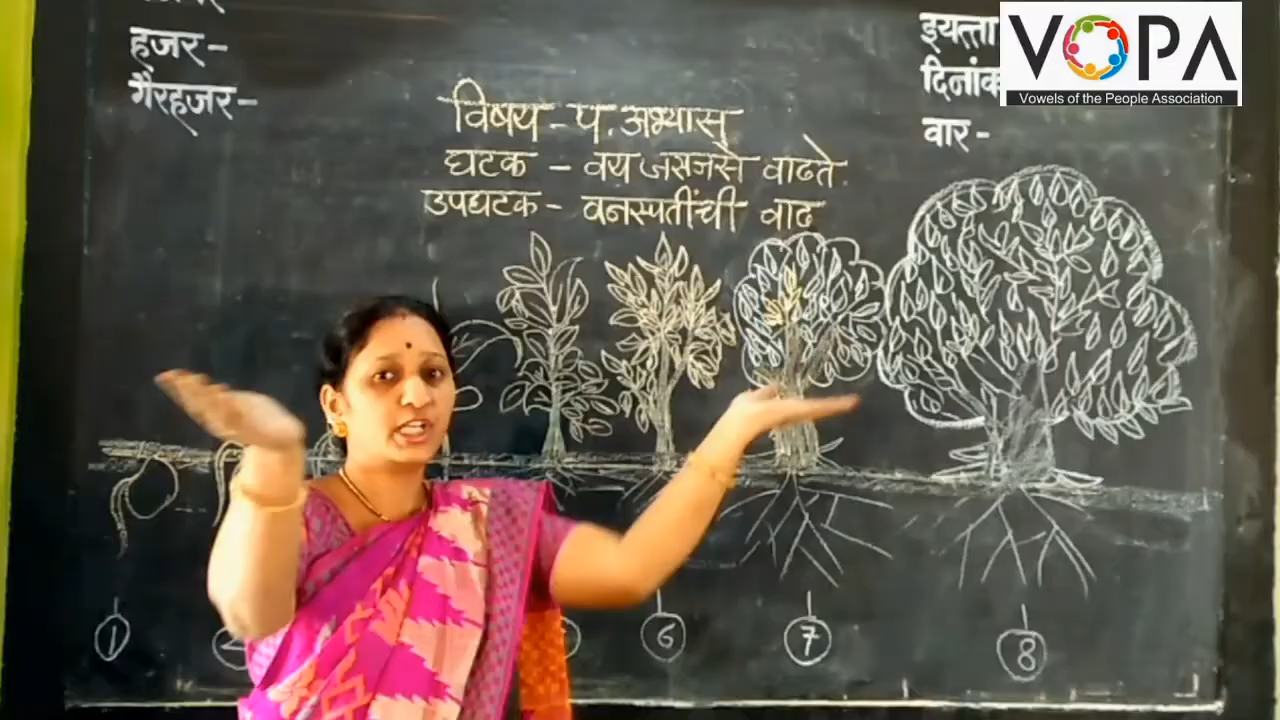 हजर -
गैरहजर -
विषय - प. अभ्यास
घटक - वय जसजसे वाढते.
उपघटक - वनस्पतींची वाढ
इयत्ता
दिनांक
वार -
VOPA
Vowels of the People Association
1
6
7
8